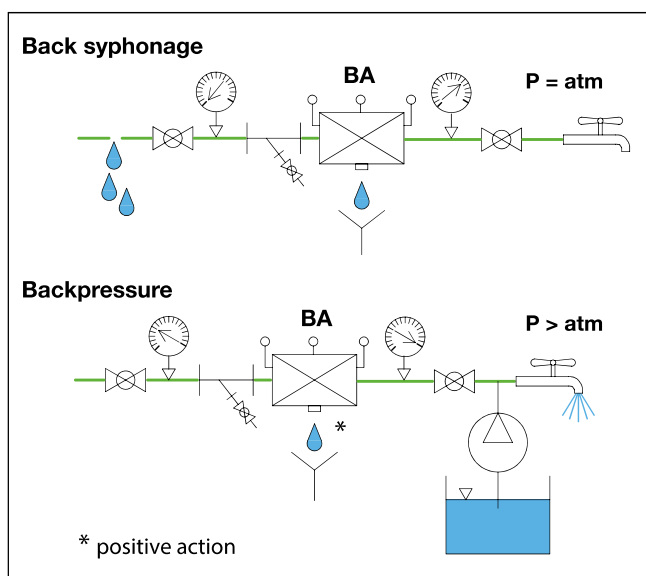 Back syphonage
BA
P = atm
Backpressure
BA
P > atm
*
* positive action